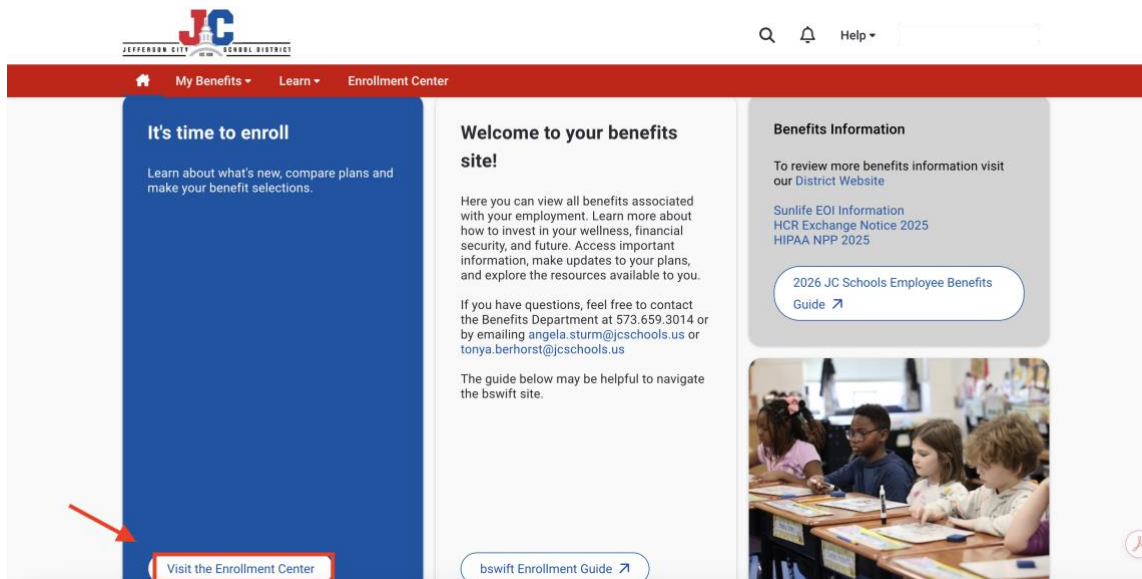 JC
JEFFERSON CITY SCHOOL DISTRICT
Help
My Benefits
Learn
Enrollment Center
It's time to enroll
Learn about what's new, compare plans and
make your benefit selections.
Visit the Enrollment Center
Welcome to your benefits
site!
Here you can view all benefits associated
with your employment. Learn more about
how to invest in your wellness, financial
security, and future. Access important
information, make updates to your plans,
and explore the resources available to you.
If you have questions, feel free to contact
the Benefits Department at 573.659.3014 or
by emailing angela.sturm@jcschools.us or
tonya.berhorst@jcschools.us
The guide below may be helpful to navigate
the bswift site.
bswift Enrollment Guide
Benefits Information
To review more benefits information visit
our District Website
Sunlife EOI Information
HCR Exchange Notice 2025
HIPAA NPP 2025
2026 JC Schools Employee Benefits
Guide